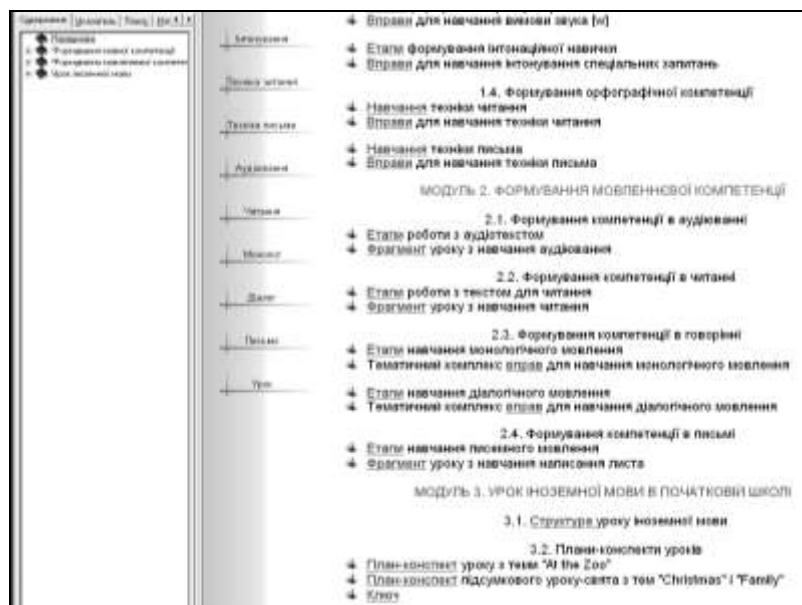 Вказівник Пошук
Інтонування
Техніка читання
Техніка письма
Аудіювання
Читання
Монолог
Діалог
Письмо
Урок
Вправи для навчання вимови звука [w]
Етапи формування інтонаційної навички
Вправи для навчання інтонування спеціальних запитань
1.4. Формування орфографічної компетенції
Навчання техніки читання
Вправи для навчання техніки читання
Навчання техніки письма
Вправи для навчання техніки письма
МОДУЛЬ 2. ФОРМУВАННЯ МОВЛЕННЄВОЇ КОМПЕТЕНЦІЇ
2.1. Формування компетенції в аудіюванні
Етапи роботи з аудіотекстом
Фрагмент уроку з навчання аудіювання
2.2. Формування компетенції в читанні
Етапи роботи з текстом для читання
Фрагмент уроку з навчання читання
2.3. Формування компетенції в говорінні
Етапи навчання монологічного мовлення
Тематичний комплекс вправ для навчання монологічного мовлення
Етапи навчання діалогічного мовлення
Тематичний комплекс вправ для навчання діалогічного мовлення
2.4. Формування компетенції в письмі
Етапи навчання писемного мовлення
Фрагмент уроку з навчання написання листа
МОДУЛЬ 3. УРОК ІНОЗЕМНОЇ МОВИ В ПОЧАТКОВІЙ ШКОЛІ
3.1. Структура уроку іноземної мови
3.2. Плани-конспекти уроків
План-конспект уроку з теми "At the Zoo"
План-конспект підсумкового уроку-свята з тем "Christmas" і "Family"
Ключ